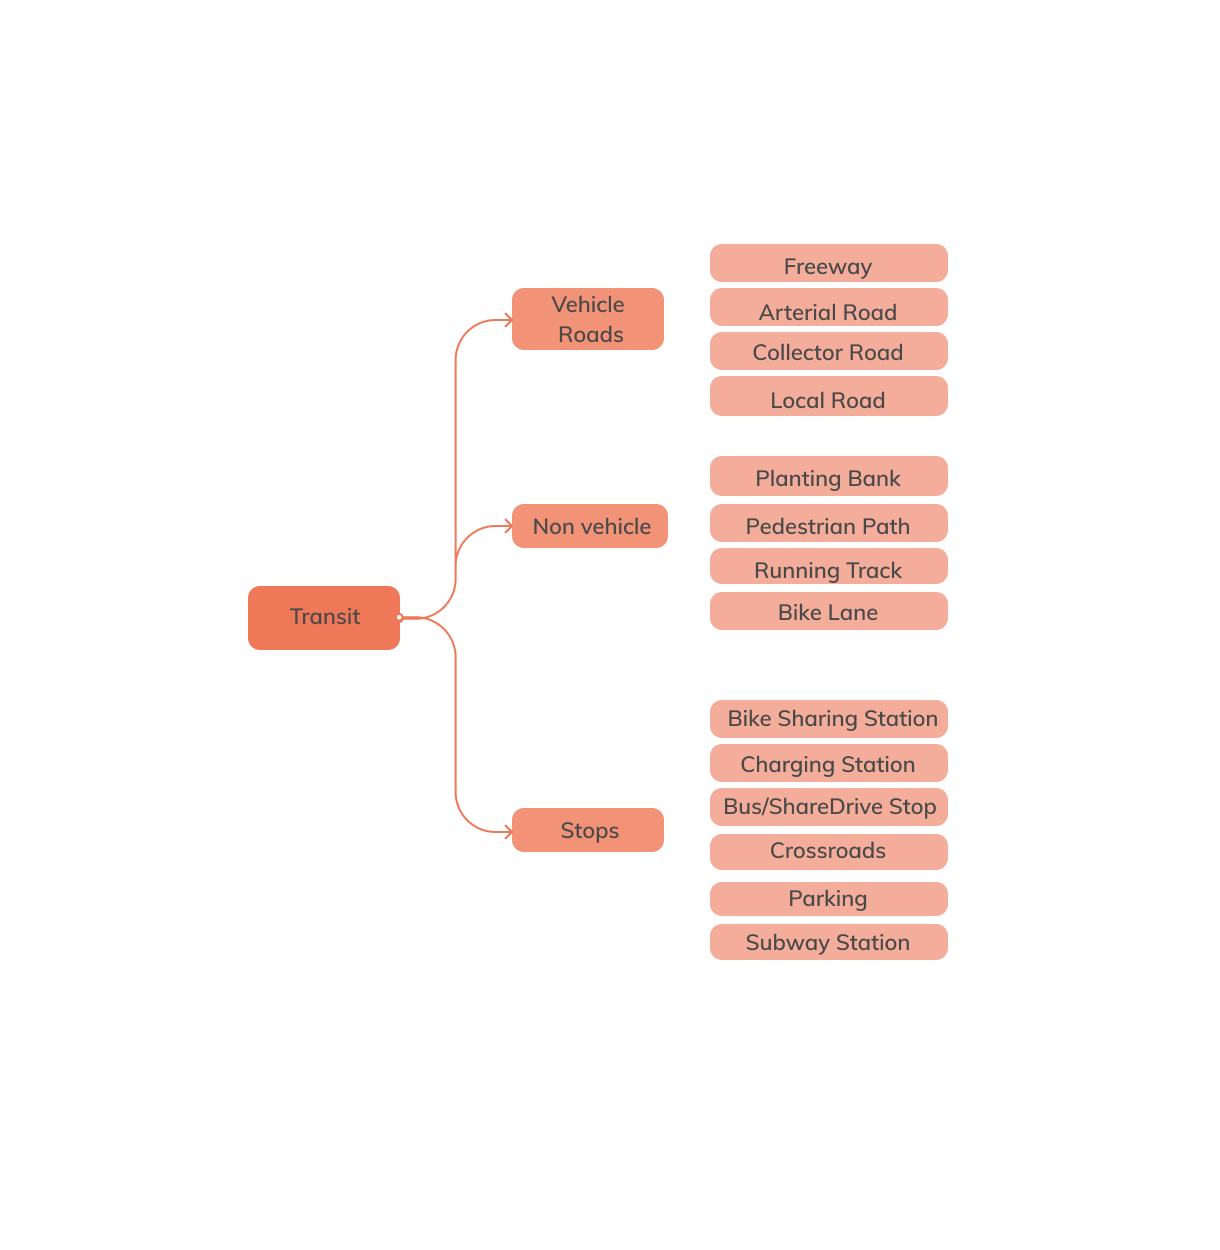 Transit
Vehicle
Roads
Freeway
Arterial Road
Collector Road
Local Road
Non vehicle
Planting Bank
Pedestrian Path
Running Track
Bike Lane
Stops
Bike Sharing Station
Charging Station
Bus/ShareDrive Stop
Crossroads
Parking
Subway Station